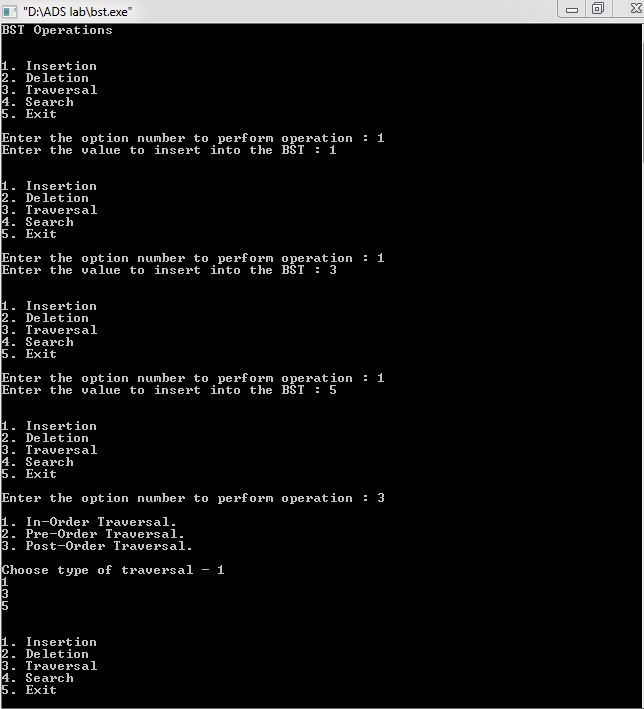 "D:\ADS lab\bst.exe"
BST Operations
1. Insertion
2. Deletion
3. Traversal
4. Search
5. Exit
Enter the option number to perform operation : 1
Enter the value to insert into the BST : 1
1. Insertion
2. Deletion
3. Traversal
4. Search
5. Exit
Enter the option number to perform operation : 1
Enter the value to insert into the BST : 3
1. Insertion
2. Deletion
3. Traversal
4. Search
5. Exit
Enter the option number to perform operation : 1
Enter the value to insert into the BST : 5
1. Insertion
2. Deletion
3. Traversal
4. Search
5. Exit
Enter the option number to perform operation : 3
1. In-Order Traversal.
2. Pre-Order Traversal.
3. Post-Order Traversal.
Choose type of traversal - 1
1
3
5
1. Insertion
2. Deletion
3. Traversal
4. Search
5. Exit